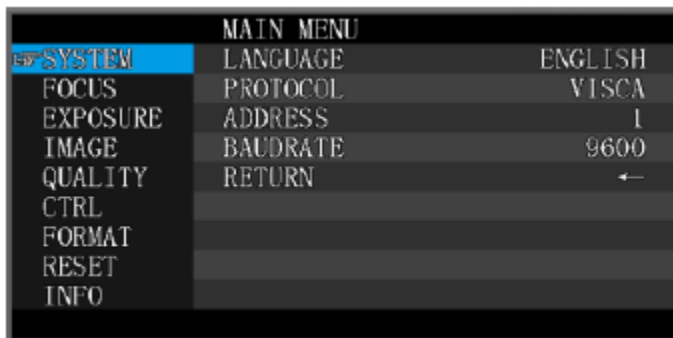 MAIN MENU
SYSTEM LANGUAGE ENGLISH
FOCUS PROTOCOL VISCA
EXPOSURE ADDRESS 1
IMAGE BAUDRATE 9600
QUALITY RETURN ←
CTRL
FORMAT
RESET
INFO